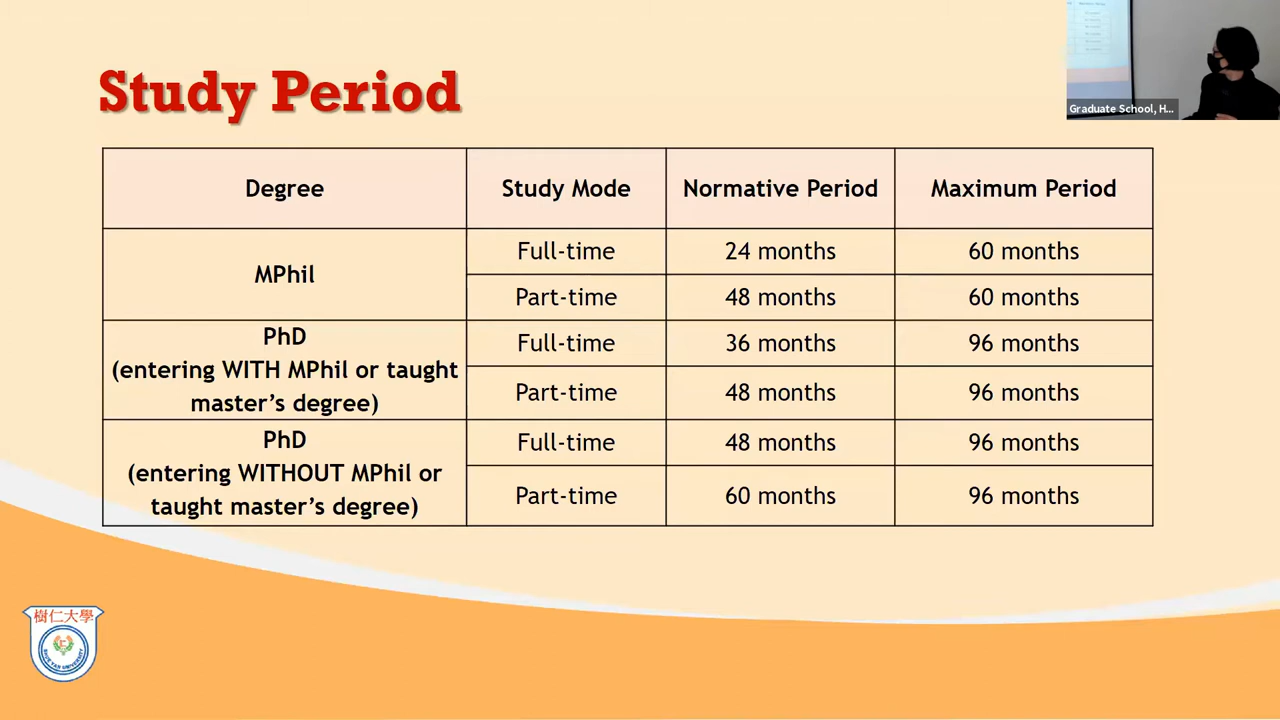 Study Period
Graduate School, H...
Degree Study Mode Normative Period Maximum Period
MPhil
Full-time 24 months 60 months
Part-time 48 months 60 months
PhD
(entering WITH MPhil or taught
master’s degree)
Full-time 36 months 96 months
Part-time 48 months 96 months
PhD
(entering WITHOUT MPhil or
taught master’s degree)
Full-time 48 months 96 months
Part-time 60 months 96 months
樹仁大學
SHUE YAN UNIVERSITY